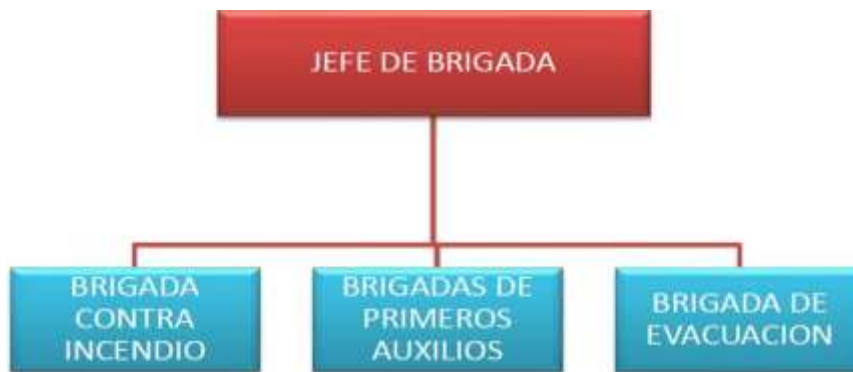 JEFE DE BRIGADA
BRIGADA
CONTRA
INCENDIO
BRIGADAS DE
PRIMEROS
AUXILIOS
BRIGADA DE
EVACUACION